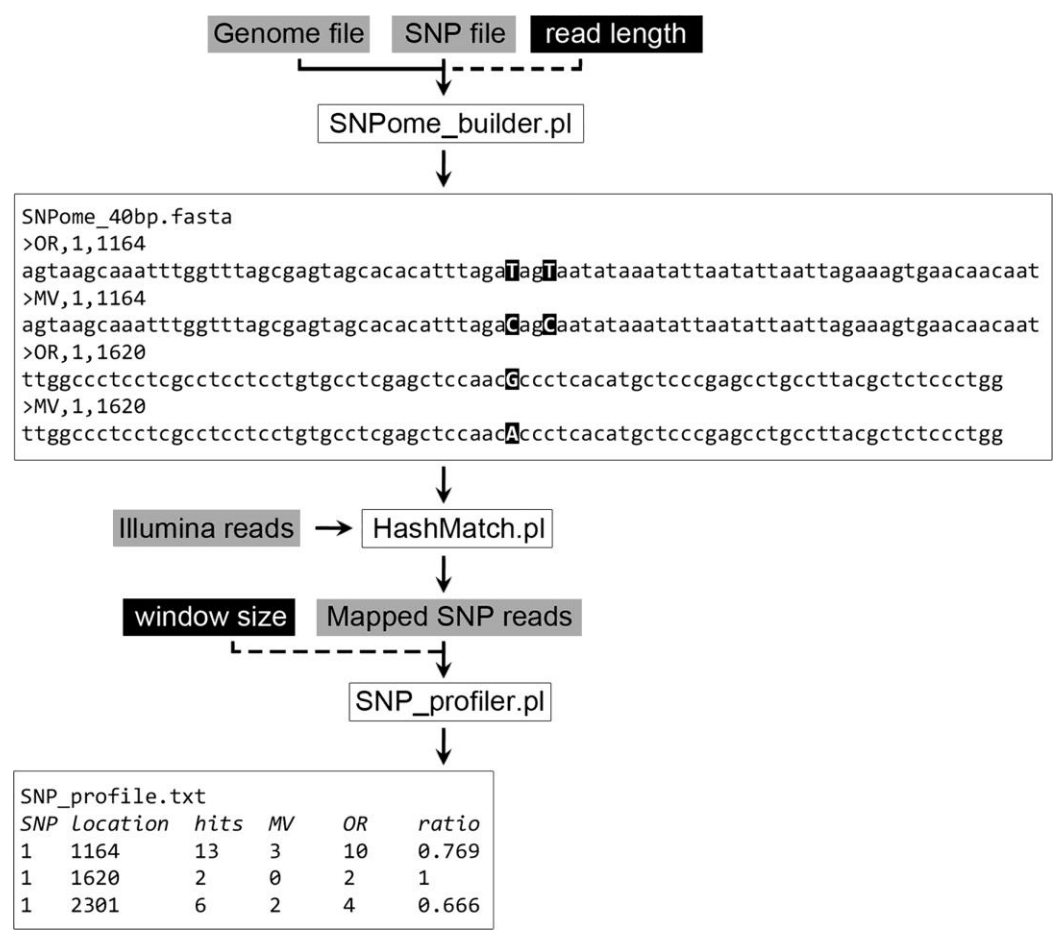 Genome file SNP file read length
SNPome_builder.pl
SNPome_40bp.fasta
>OR,1,1164
agtaagcaaatttggtttagcgagtagcacacatttagaTagTaatataaatattaatattaattagaaagtgaacaacaat
>MV,1,1164
agtaagcaaatttggtttagcgagtagcacacatttagaCagCaatataaatattaatattaattagaaagtgaacaacaat
>OR,1,1620
ttggccctcctcgcctcctcctgtgcctcgagctccaacGccctcacatgctcccgagcctgccttacgctctccctgg
>MV,1,1620
ttggccctcctcgcctcctcctgtgcctcgagctccaacAccctcacatgctcccgagcctgccttacgctctccctgg
Illumina reads HashMatch.pl
window size Mapped SNP reads
SNP_profiler.pl
SNP_profile.txt
SNP location hits MV OR ratio
1 1164 13 3 10 0.769
1 1620 2 0 2 1
1 2301 6 2 4 0.666